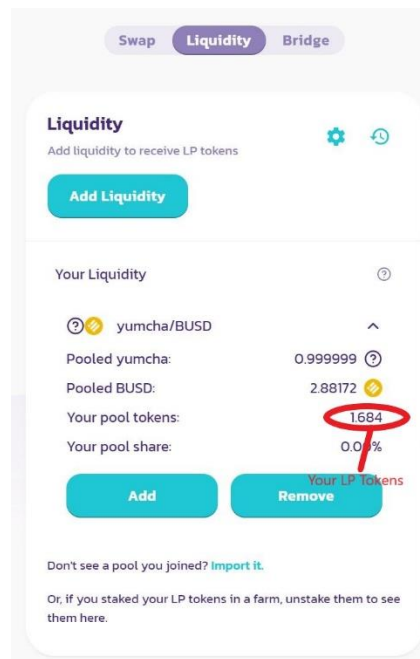 Swap Liquidity Bridge
Liquidity
Add liquidity to receive LP tokens
Add Liquidity
Your Liquidity ?
? yumcha/BUSD
Pooled yumcha: 0.999999 ?
Pooled BUSD: 2.88172
Your pool tokens: 1.684
Your pool share:
Your LP Tokens
Add Remove
Don't see a pool you joined? Import it.
Or, if you staked your LP tokens in a farm, unstake them to see
them here.